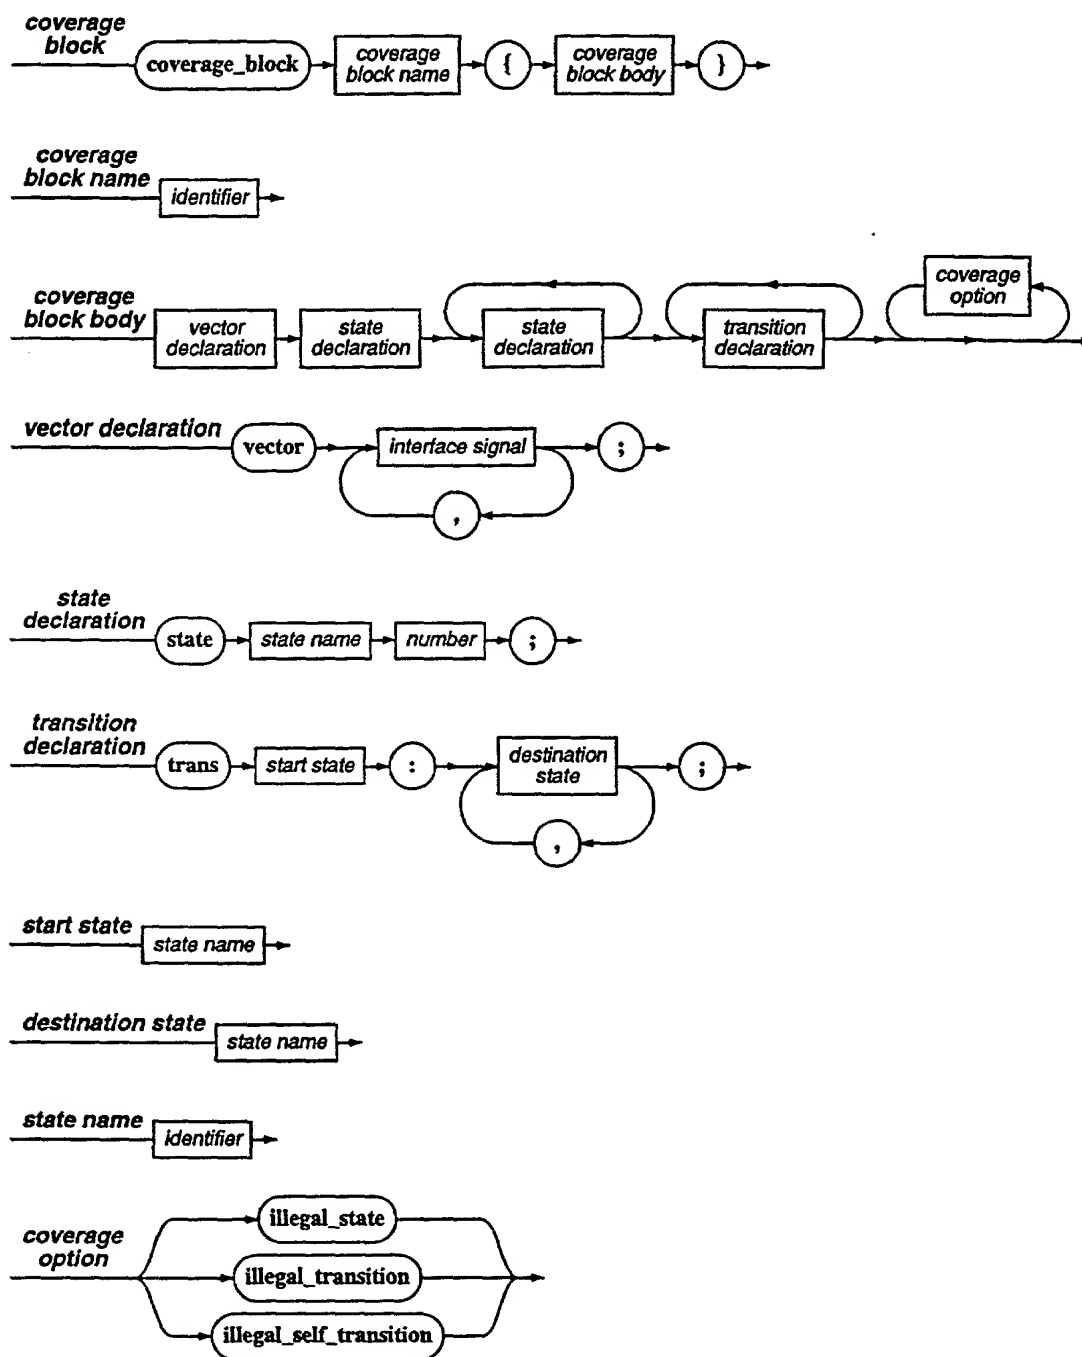 coverage
block
coverage_block
coverage
block name
{
coverage
block body
}
coverage
block name
identifier
coverage
block body
vector
declaration
state
declaration
state
declaration
transition
declaration
coverage
option
vector declaration
vector
interface signal
;
,
state
declaration
state
state name
number
;
transition
declaration
trans
start state
:
destination
state
;
,
start state
state name
destination state
state name
state name
identifier
coverage
option
illegal_state
illegal_transition
illegal_self_transition